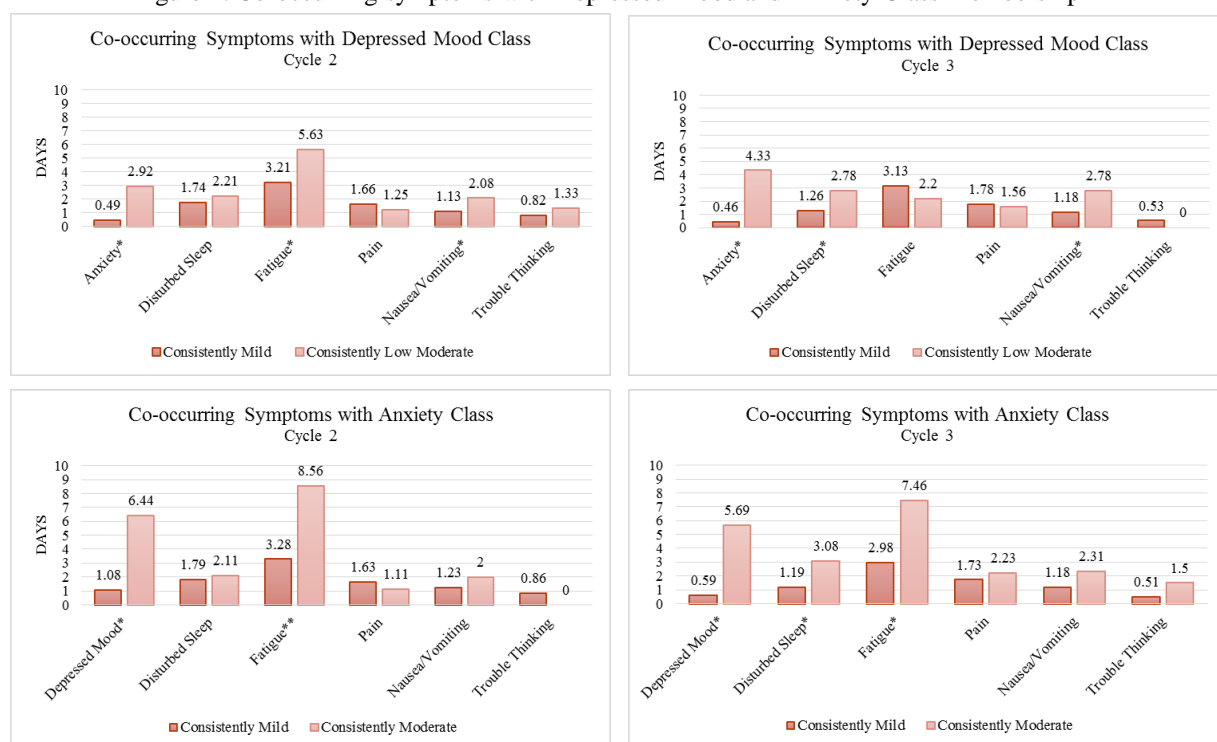 Co-occurring Symptoms with Depressed Mood Class
Cycle 2
DAYS
10
9
8
7
6
5
4
3
2
1
0
0.49
2.92
1.74
2.21
3.21
5.63
1.66
1.25
1.13
2.08
0.82
1.33
Anxiety*
Disturbed Sleep
Fatigue*
Pain
Nausea/Vomiting*
Trouble Thinking
Consistently Mild
Consistently Low Moderate
Co-occurring Symptoms with Depressed Mood Class
Cycle 3
DAYS
10
9
8
7
6
5
4
3
2
1
0
0.46
4.33
1.26
2.78
3.13
2.2
1.78
1.56
1.18
2.78
0.53
0
Anxiety*
Disturbed Sleep*
Fatigue
Pain
Nausea/Vomiting*
Trouble Thinking
Consistently Mild
Consistently Low Moderate
Co-occurring Symptoms with Anxiety Class
Cycle 2
DAYS
10
9
8
7
6
5
4
3
2
1
0
1.08
6.44
1.79
2.11
3.28
8.56
1.63
1.11
1.23
2
0.86
0
Depressed Mood*
Disturbed Sleep
Fatigue**
Pain
Nausea/Vomiting
Trouble Thinking
Consistently Mild
Consistently Moderate
Co-occurring Symptoms with Anxiety Class
Cycle 3
DAYS
10
9
8
7
6
5
4
3
2
1
0
0.59
5.69
1.19
3.08
2.98
7.46
1.73
2.23
1.18
2.31
0.51
1.5
Depressed Mood*
Disturbed Sleep*
Fatigue*
Pain
Nausea/Vomiting
Trouble Thinking
Consistently Mild
Consistently Moderate